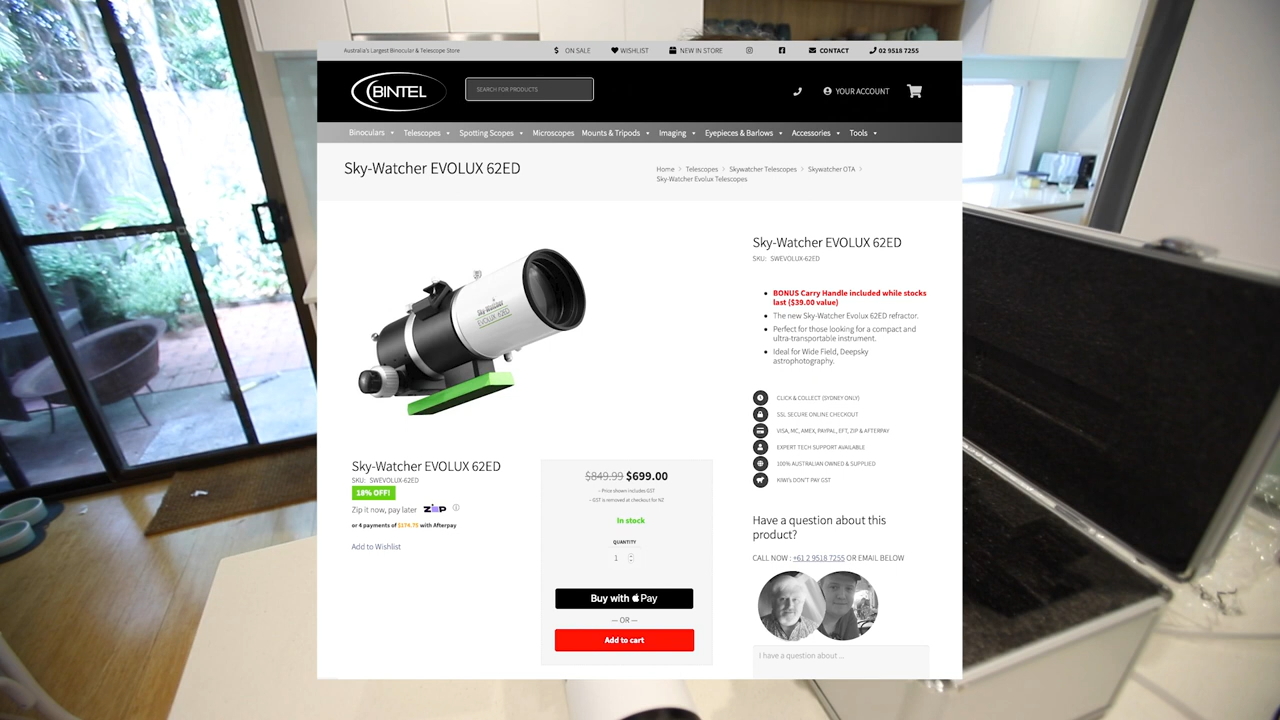 Australia's Largest Binocular & Telescope Store
$ ON SALE
WISHLIST
NEW IN STORE
CONTACT
02 9518 7255
BINTEL
SEARCH FOR PRODUCTS
YOUR ACCOUNT
Binoculars
Telescopes
Spotting Scopes
Microscopes
Mounts & Tripods
Imaging
Eyepieces & Barlows
Accessories
Tools
Sky-Watcher EVOLUX 62ED
Home > Telescopes > Skywatcher Telescopes > Skywatcher OTA >
Sky-Watcher Evolux Telescopes
Sky-Watcher
EVOLUX 62ED
Sky-Watcher EVOLUX 62ED
SKU: SWEVOLUX-62ED
BONUS Carry Handle included while stocks
last ($39.00 value)
The new Sky-Watcher Evolux 62ED refractor.
Perfect for those looking for a compact and
ultra-transportable instrument.
Ideal for Wide Field, Deepsky
astrophotography.
CLICK & COLLECT (SYDNEY ONLY)
SSL SECURE ONLINE CHECKOUT
VISA, MC, AMEX, PAYPAL, EFT, ZIP & AFTERPAY
EXPERT TECH SUPPORT AVAILABLE
100% AUSTRALIAN OWNED & SUPPLIED
KIWI's DON'T PAY GST
Sky-Watcher EVOLUX 62ED
SKU: SWEVOLUX-62ED
18% OFF!
Zip it now, pay later ZIP
or 4 payments of $174.75 with Afterpay
Add to Wishlist
$849.99 $699.00
– Price shown includes GST
– GST is removed at checkout for NZ
In stock
QUANTITY
1
Buy with Pay
— OR —
Add to cart
Have a question about this
product?
CALL NOW : +61 2 9518 7255 OR EMAIL BELOW
I have a question about ...